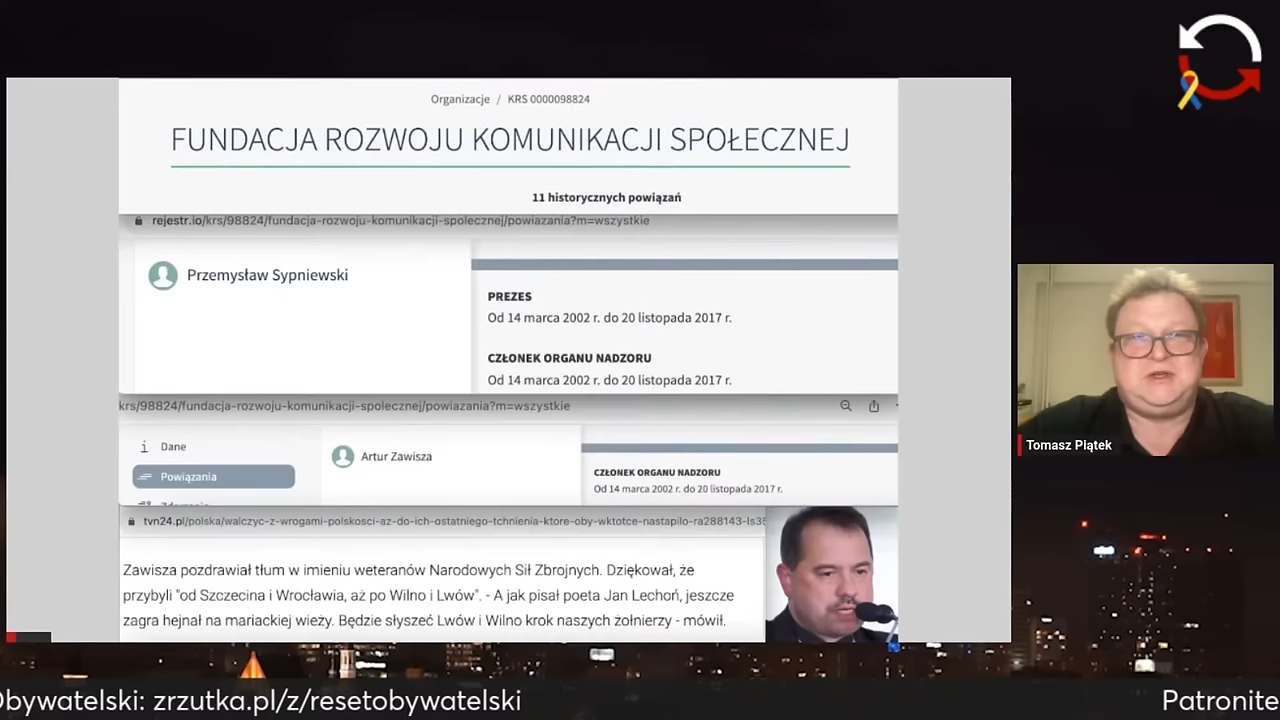 Organizacje / KRS 0000098824
FUNDACJA ROZWOJU KOMUNIKACJI SPOŁECZNEJ
11 historycznych powiązań
rejestr.io/krs/98824/fundacja-rozwoju-komunikacji-spolecznej/powiazania?m=wszystkie
Przemysław Sypniewski
PREZES
Od 14 marca 2002 r. do 20 listopada 2017 r.
CZŁONEK ORGANU NADZORU
Od 14 marca 2002 r. do 20 listopada 2017 r.
krs/98824/fundacja-rozwoju-komunikacji-spolecznej/powiazania?m=wszystkie
Dane
Powiązania
Artur Zawisza
CZŁONEK ORGANU NADZORU
Od 14 marca 2002 r. do 20 listopada 2017 r.
tvn24.pl/polska/walczyc-z-wrogami-polskosci-az-do-ich-ostatniego-tchnienia-ktore-oby-wktotce-nastapilo-ra288143-ls35
Zawisza pozdrawiał tłum w imieniu weteranów Narodowych Sił Zbrojnych. Dziękował, że
przybyli "od Szczecina i Wrocławia, aż po Wilno i Lwów". - A jak pisał poeta Jan Lechoń, jeszcze
zagra hejnał na mariackiej wieży. Będzie słyszeć Lwów i Wilno krok naszych żołnierzy - mówił.
Tomasz Piątek
Obywatelski: zrzutka.pl/z/resetobywatelski
Patronite